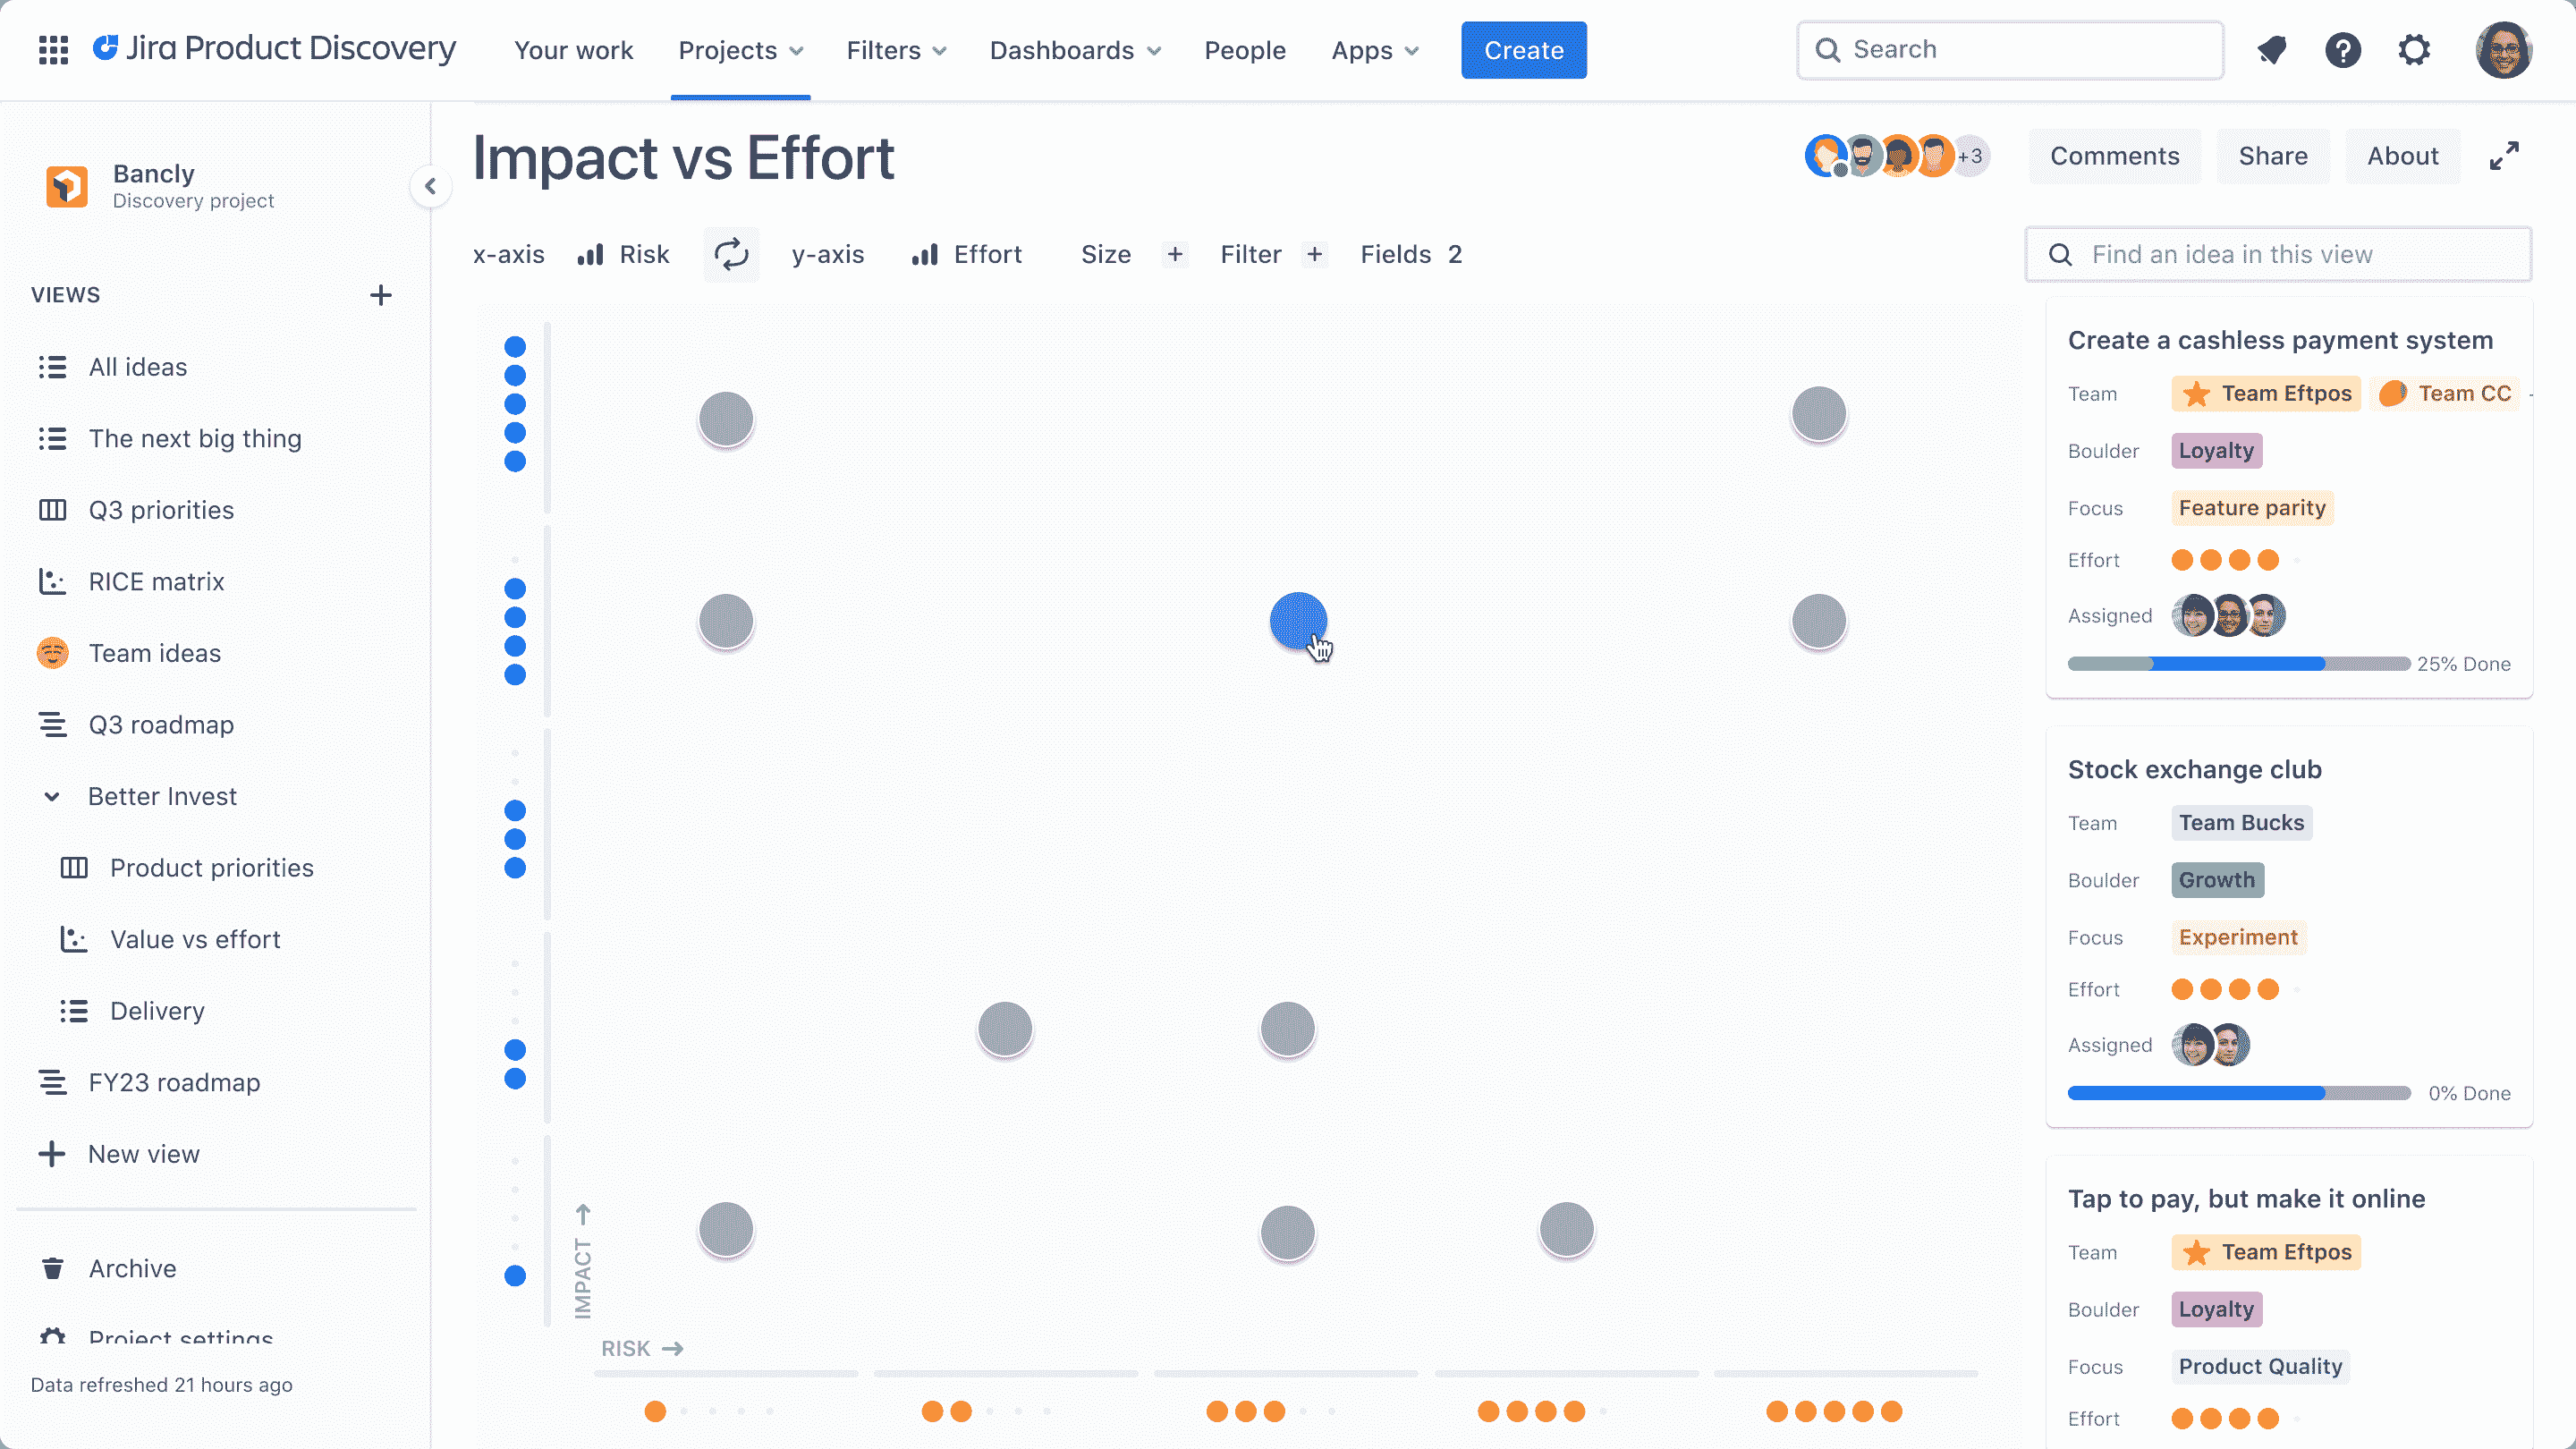 Jira Product Discovery
Your work
Projects
Filters
Dashboards
People
Apps
Create
Search
Bancly
Discovery project
VIEWS
All ideas
The next big thing
Q3 priorities
RICE matrix
Team ideas
Q3 roadmap
Better Invest
Product priorities
Value vs effort
Delivery
FY23 roadmap
New view
Archive
Project settings
Data refreshed 21 hours ago
Impact vs Effort
+3
Comments
Share
About
x-axis Risk
y-axis Effort
Size +
Filter +
Fields 2
Find an idea in this view
IMPACT
RISK
Create a cashless payment system
Team Team Eftpos Team CC
Boulder Loyalty
Focus Feature parity
Effort
Assigned
25% Done
Stock exchange club
Team Team Bucks
Boulder Growth
Focus Experiment
Effort
Assigned
0% Done
Tap to pay, but make it online
Team Team Eftpos
Boulder Loyalty
Focus Product Quality
Effort